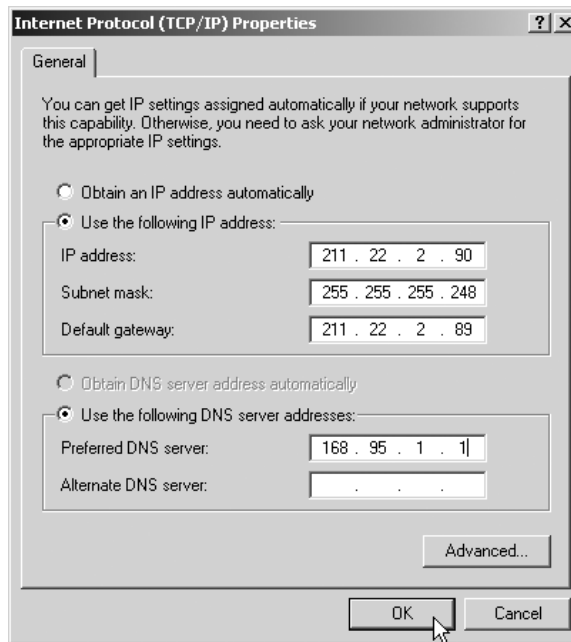 Internet Protocol (TCP/IP) Properties
General
You can get IP settings assigned automatically if your network supports
this capability. Otherwise, you need to ask your network administrator for
the appropriate IP settings.
Obtain an IP address automatically
Use the following IP address:
IP address: 211 . 22 . 2 . 90
Subnet mask: 255 . 255 . 255 . 248
Default gateway: 211 . 22 . 2 . 89
Obtain DNS server address automatically
Use the following DNS server addresses:
Preferred DNS server: 168 . 95 . 1 . 1
Alternate DNS server: . . .
Advanced...
OK Cancel